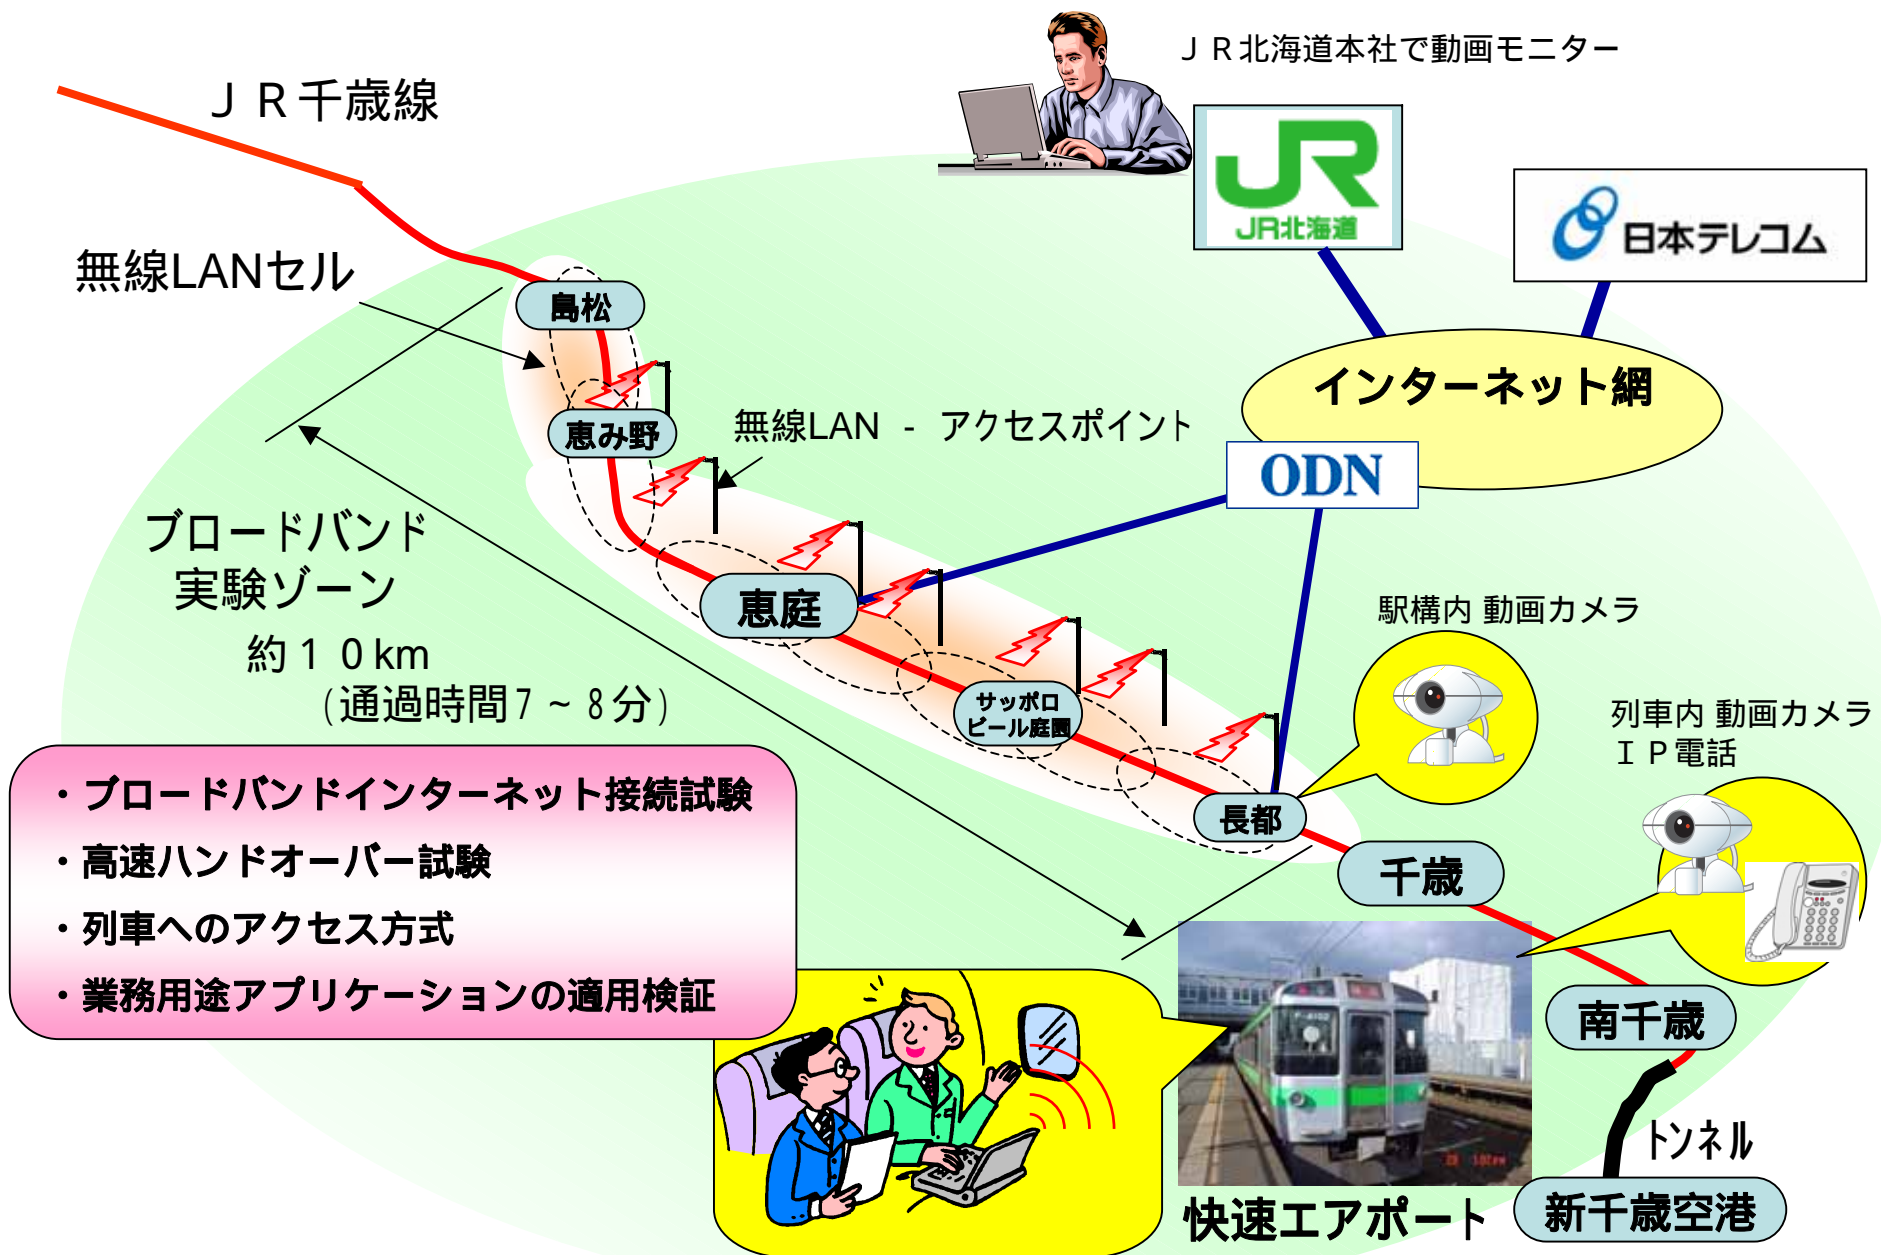 ＪＲ北海道本社で動画モニター
ＪＲ千歳線
JR
JR北海道
日本テレコム
無線LANセル
島松
インターネット網
恵み野
無線LAN - アクセスポイント
ODN
ブロードバンド
実験ゾーン
約１０km
(通過時間7～8分)
恵庭
駅構内 動画カメラ
サッポロ
ビール庭園
列車内 動画カメラ
ＩＰ電話
長都
千歳
・ブロードバンドインターネット接続試験
・高速ハンドオーバー試験
・列車へのアクセス方式
・業務用途アプリケーションの適用検証
南千歳
トンネル
快速エアポート
新千歳空港